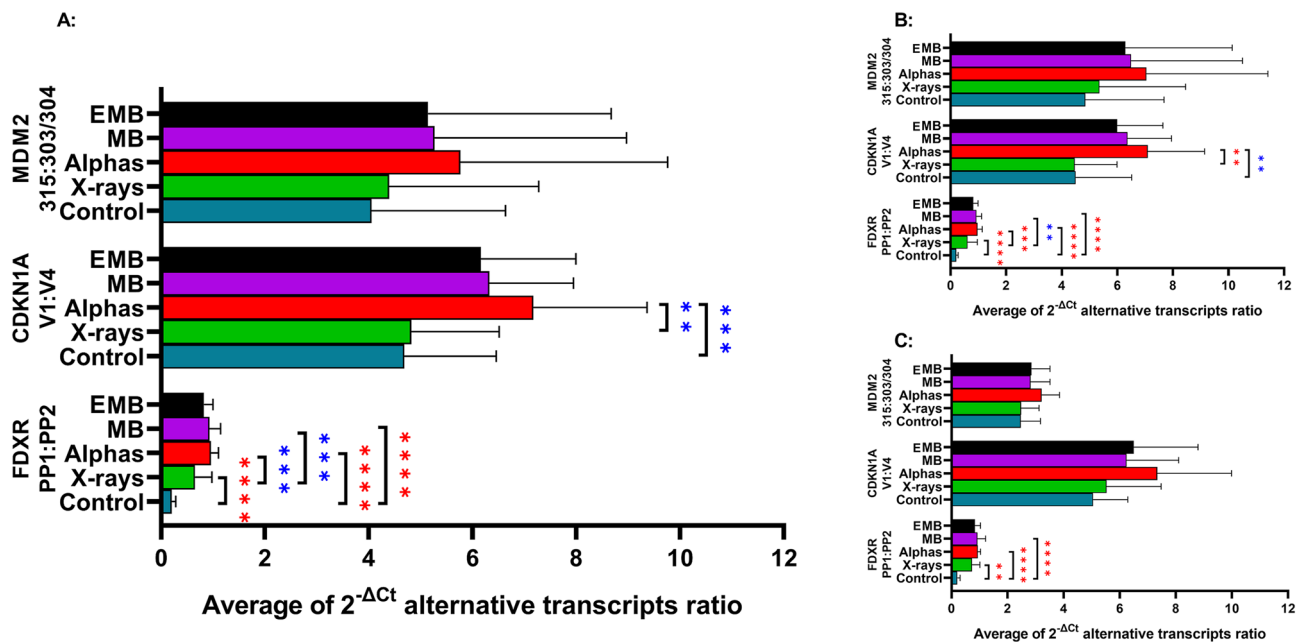 A:
MDM2
315:303/304
EMB
MB
Alphas
X-rays
Control
CDKN1A
V1:V4
EMB
MB
Alphas
X-rays
Control
* *
* * *
FDXR
PP1:PP2
EMB
MB
Alphas
X-rays
Control
* * * *
* * *
* * *
* * * *
* * * *
0 2 4 6 8 10 12
Average of 2-ΔCt alternative transcripts ratio
B:
MDM2
315:303/304
EMB
MB
Alphas
X-rays
Control
CDKN1A
V1:V4
EMB
MB
Alphas
X-rays
Control
* *
* *
FDXR
PP1:PP2
EMB
MB
Alphas
X-rays
Control
* * * *
* * *
* *
* * * *
* * * *
0 2 4 6 8 10 12
Average of 2-ΔCt alternative transcripts ratio
C:
MDM2
315:303/304
EMB
MB
Alphas
X-rays
Control
CDKN1A
V1:V4
EMB
MB
Alphas
X-rays
Control
FDXR
PP1:PP2
EMB
MB
Alphas
X-rays
Control
* *
* * * *
* * * *
0 2 4 6 8 10 12
Average of 2-ΔCt alternative transcripts ratio